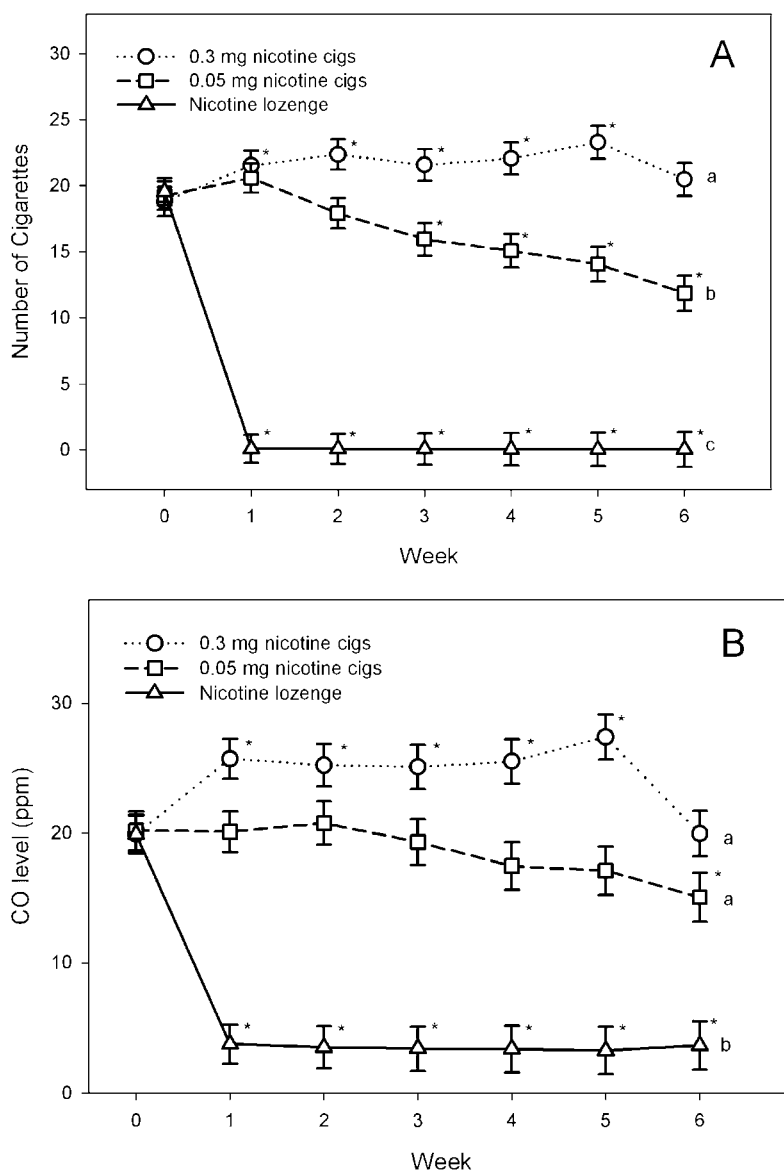 A
0.3 mg nicotine cigs
0.05 mg nicotine cigs
Nicotine lozenge
30
25
20
15
10
5
0
Number of Cigarettes
* * * * *
a
* * * *
b
* * * * * *
c
0 1 2 3 4 5 6
Week
B
0.3 mg nicotine cigs
0.05 mg nicotine cigs
Nicotine lozenge
30
20
10
0
CO level (ppm)
* * * * *
a
*
a
* * * * * *
b
0 1 2 3 4 5 6
Week